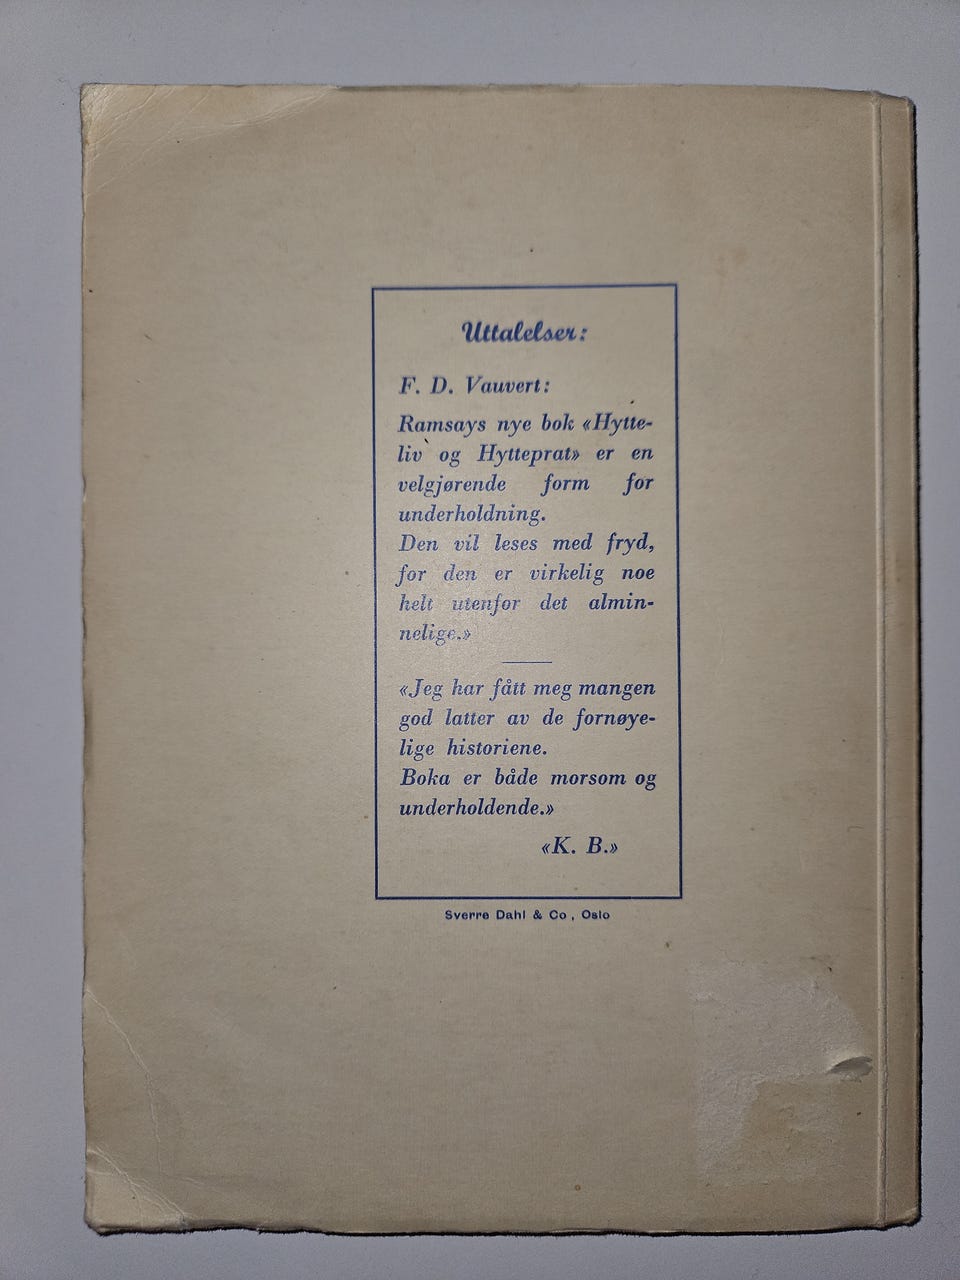 Uttalelser:
F. D. Vauvert:
Ramsays nye bok «Hytte-
liv og Hytteprat» er en
velgjørende form for
underholdning.
Den vil leses med fryd,
for den er virkelig noe
helt utenfor det almin-
nelige.»
«Jeg har fått meg mangen
god latter av de fornøye-
lige historiene.
Boka er både morsom og
underholdende.»
«K. B.»
Sverre Dahl & Co, Oslo